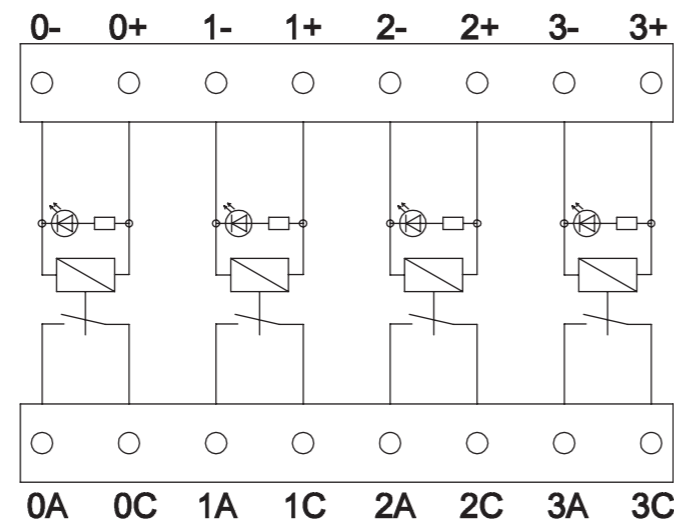 0- 0+ 1- 1+ 2- 2+ 3- 3+
0A 0C 1A 1C 2A 2C 3A 3C